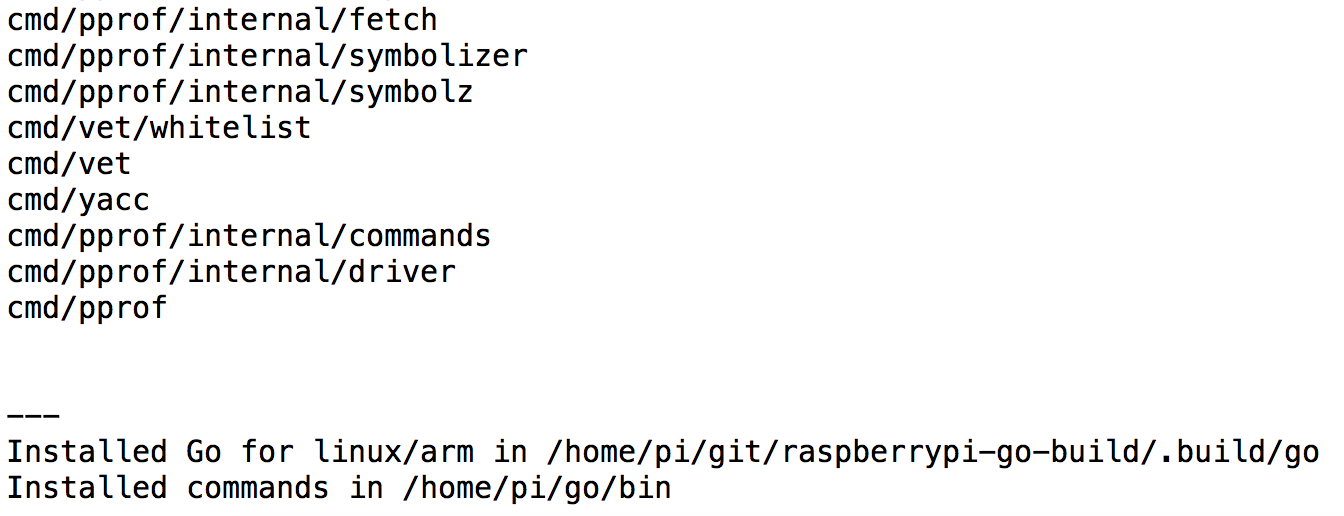 cmd/pprof/internal/fetch
cmd/pprof/internal/symbolizer
cmd/pprof/internal/symbolz
cmd/vet/whitelist
cmd/vet
cmd/yacc
cmd/pprof/internal/commands
cmd/pprof/internal/driver
cmd/pprof
---
Installed Go for linux/arm in /home/pi/git/raspberrypi-go-build/.build/go
Installed commands in /home/pi/go/bin